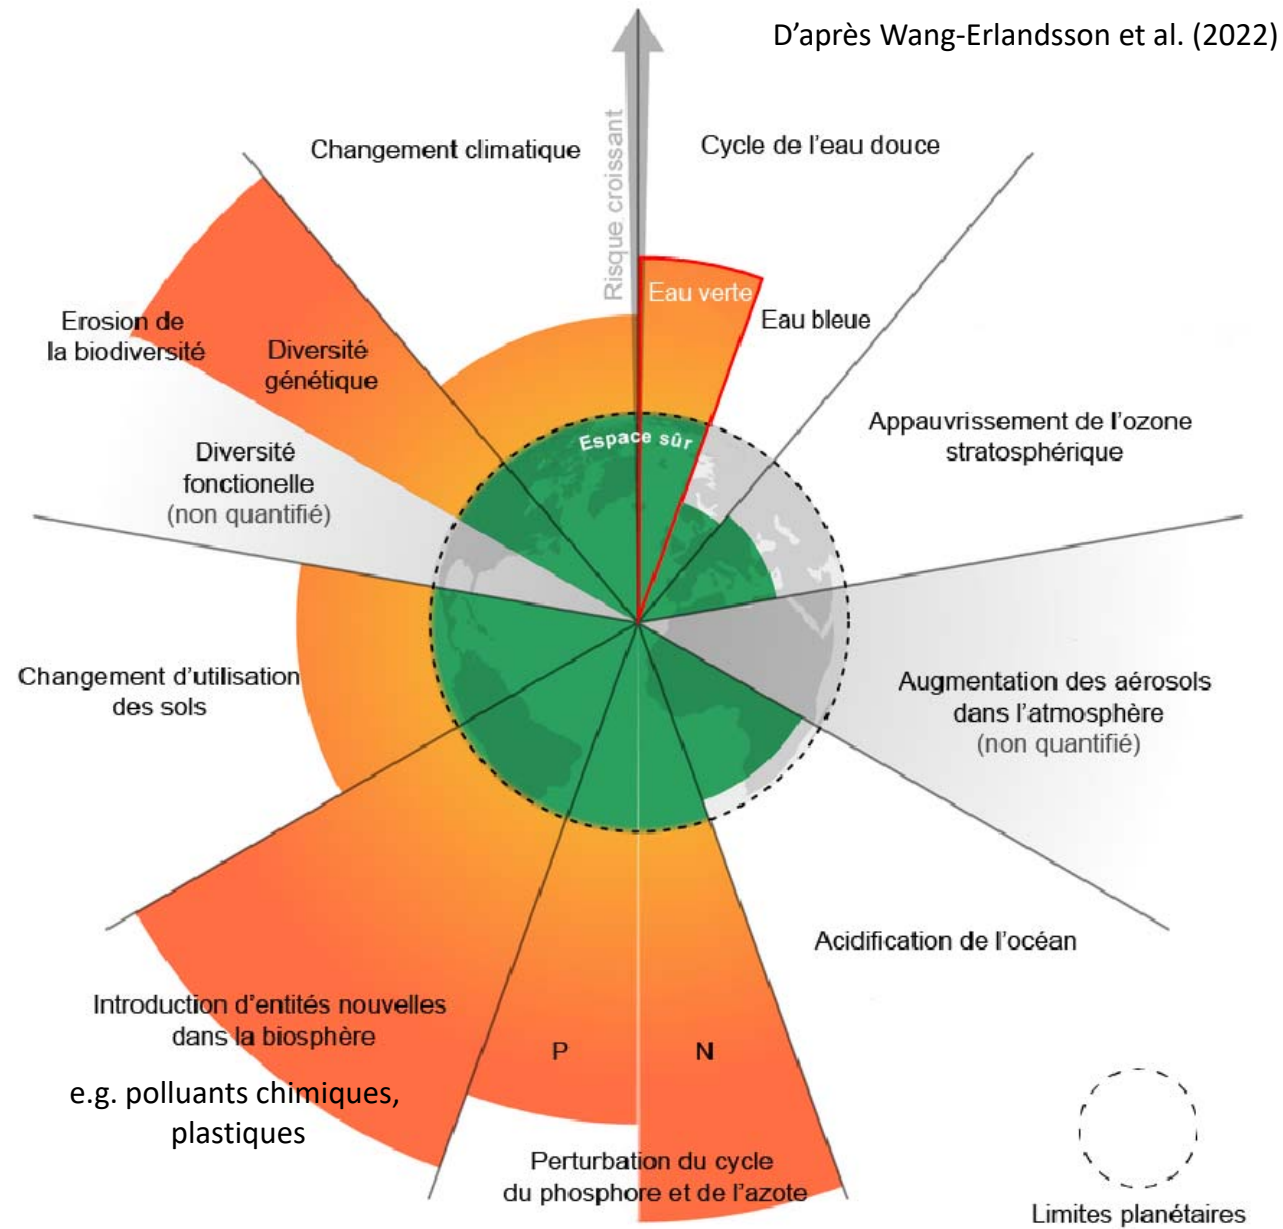 D’après Wang-Erlandsson et al. (2022)
Changement climatique
Risque croissant
Cycle de l’eau douce
Eau verte
Eau bleue
Erosion de
la biodiversité
Diversité
génétique
Espace sûr
Appauvrissement de l’ozone
stratosphérique
Diversité
fonctionelle
(non quantifié)
Changement d’utilisation
des sols
Augmentation des aérosols
dans l’atmosphère
(non quantifié)
Acidification de l’océan
Introduction d’entités nouvelles
dans la biosphère
P
N
e.g. polluants chimiques,
plastiques
Perturbation du cycle
du phosphore et de l’azote
Limites planétaires